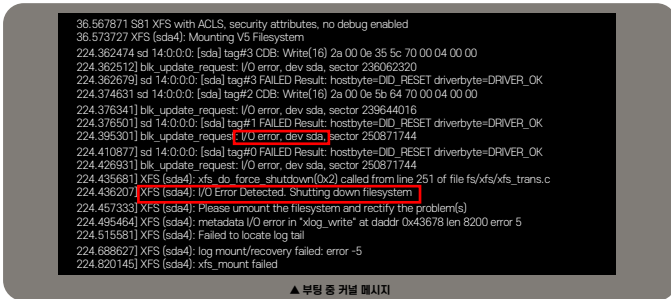 36.567871 S81 XFS with ACLS, security attributes, no debug enabled
36.573727 XFS (sda4): Mounting V5 Filesystem
224.362474 sd 14:0:0:0: [sda] tag#3 CDB: Write(16) 2a 00 0e 35 5c 70 00 04 00 00
224.362512] blk_update_request: I/O error, dev sda, sector 236062320
224.362679] sd 14:0:0:0: [sda] tag#3 FAILED Result: hostbyte=DID_RESET driverbyte=DRIVER_OK
224.374631 sd 14:0:0:0: [sda] tag#2 CDB: Write(16) 2a 00 0e 5b 64 70 00 04 00 00
224.376341] blk_update_request: I/O error, dev sda, sector 239644016
224.376501] sd 14:0:0:0: [sda] tag#1 FAILED Result: hostbyte=DID_RESET driverbyte=DRIVER_OK
224.395301] blk_update_request: I/O error, dev sda, sector 250871744
224.410877] sd 14:0:0:0: [sda] tag#0 FAILED Result: hostbyte=DID_RESET driverbyte=DRIVER_OK
224.426931] blk_update_request: I/O error, dev sda, sector 250871744
224.435681] XFS (sda4): xfs_do_force_shutdown(0x2) called from line 251 of file fs/xfs/xfs_trans.c
224.436207] XFS (sda4): I/O Error Detected. Shutting down filesystem
224.457333] XFS (sda4): Please umount the filesystem and rectify the problem(s)
224.495464] XFS (sda4): metadata I/O error in "xlog_write" at daddr 0x43678 len 8200 error 5
224.515581] XFS (sda4): Failed to locate log tail
224.688627] XFS (sda4): log mount/recovery failed: error -5
224.820145] XFS (sda4): xfs_mount failed
▲ 부팅 중 커널 메시지